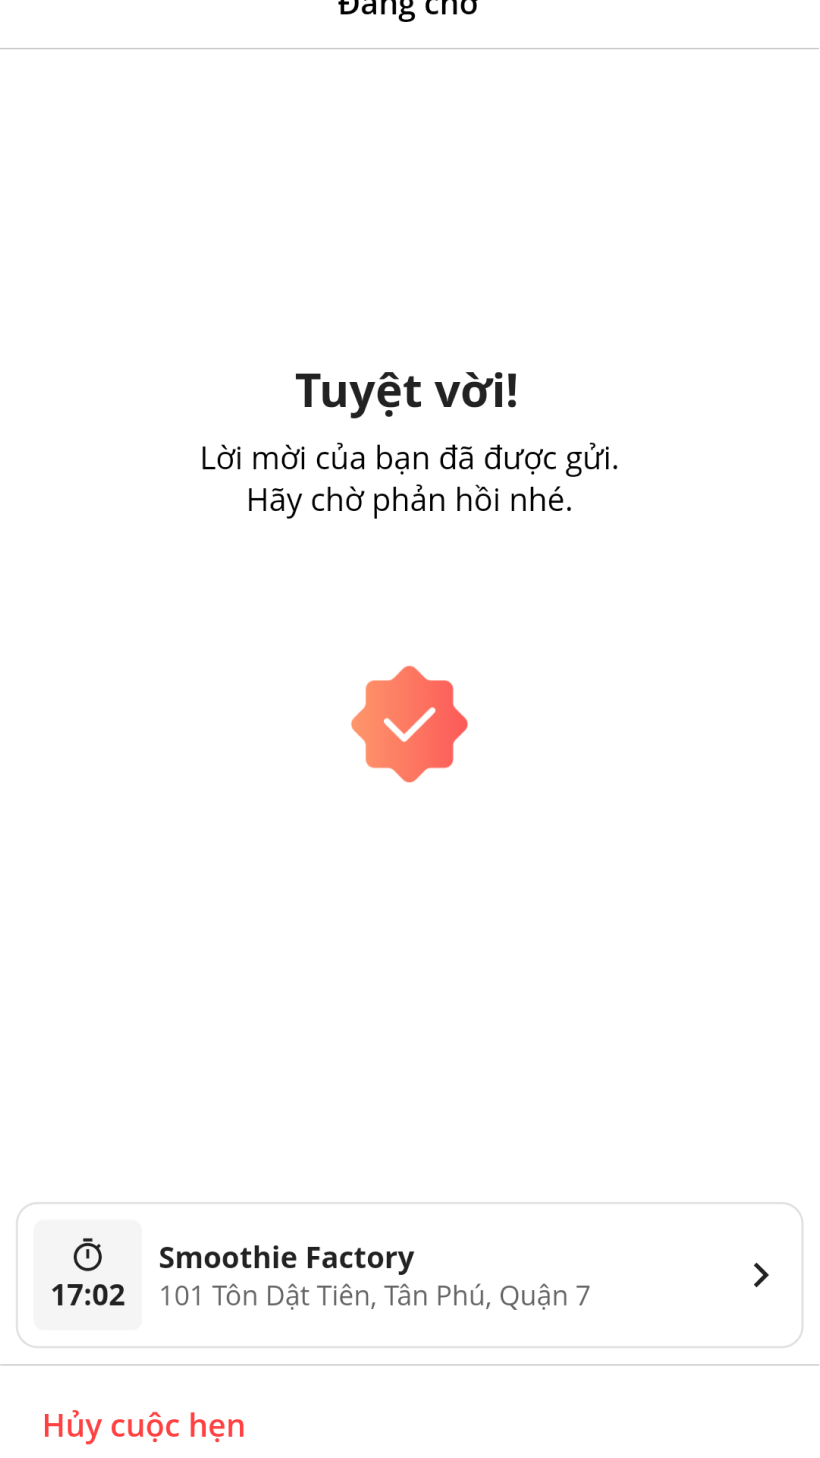 Đang chờ
Tuyệt vời!
Lời mời của bạn đã được gửi.
Hãy chờ phản hồi nhé.
Smoothie Factory
17:02
101 Tôn Dật Tiên, Tân Phú, Quận 7
Hủy cuộc hẹn